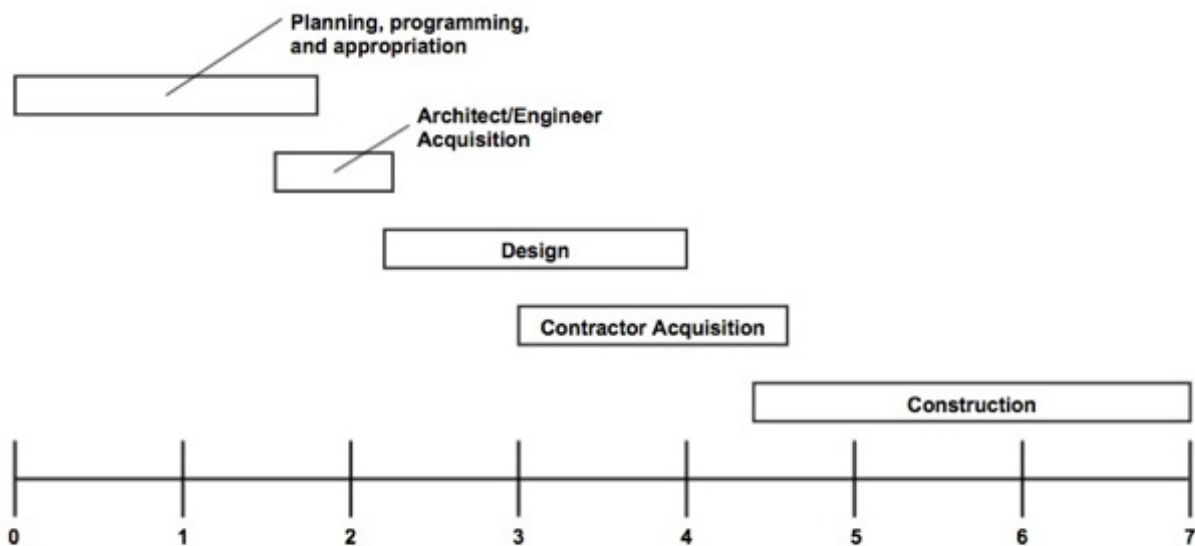 Planning, programming,
and appropriation
Architect/Engineer
Acquisition
Design
Contractor Acquisition
Construction
0 1 2 3 4 5 6 7